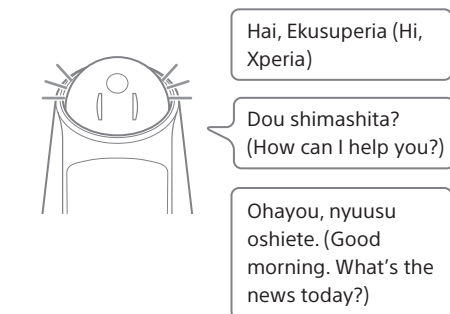 Hai, Ekusuperia (Hi,
Xperia)
Dou shimashita?
(How can I help you?)
Ohayou, nyuusu
oshiete. (Good
morning. What's the
news today?)